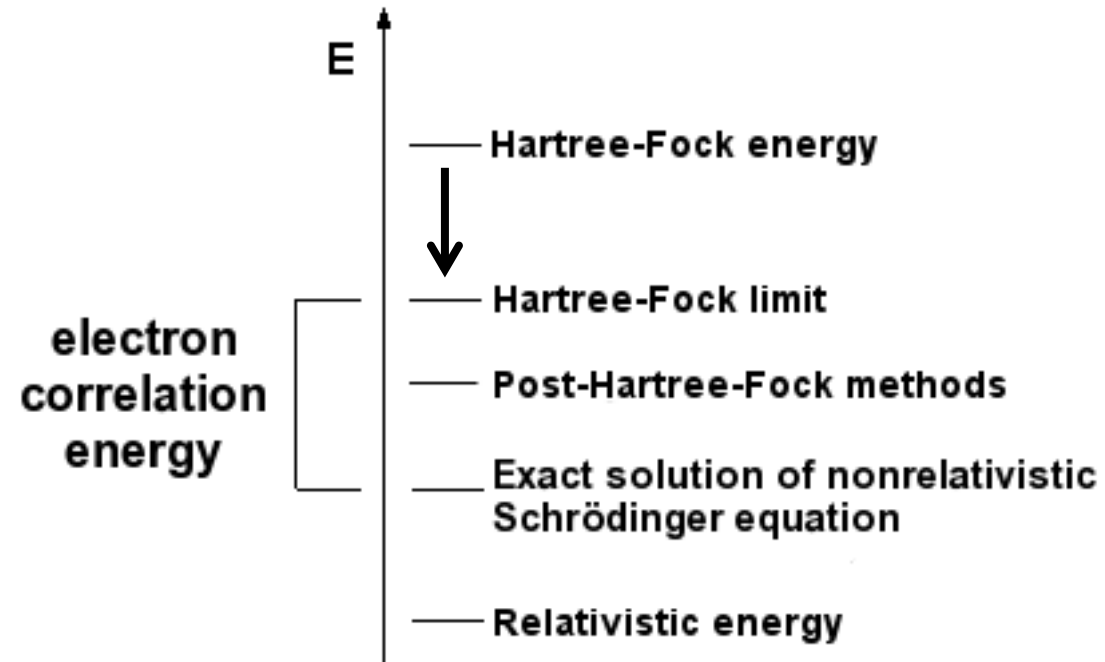 E
Hartree-Fock energy
Hartree-Fock limit
electron
correlation
energy
Post-Hartree-Fock methods
Exact solution of nonrelativistic
Schrödinger equation
Relativistic energy